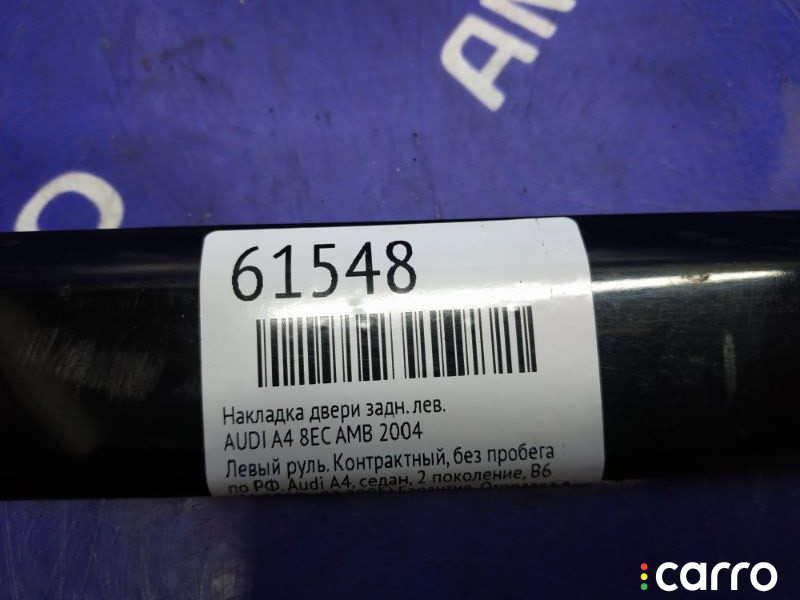 AM
61548
Накладка двери задн. лев.
AUDI A4 8EC AMB 2004
Левый руль. Контрактный, без пробега
по РФ. Audi A4, седан, 2 поколение, B6
carro